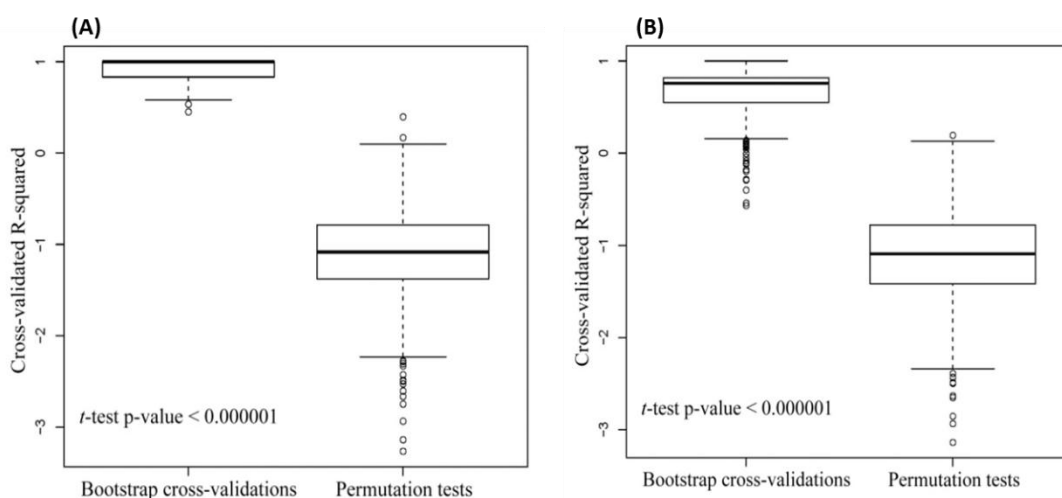 (A)
Cross-validated R-squared
1
0
-1
-2
-3
t-test p-value < 0.000001
Bootstrap cross-validations
Permutation tests
(B)
Cross-validated R-squared
1
0
-1
-2
-3
t-test p-value < 0.000001
Bootstrap cross-validations
Permutation tests